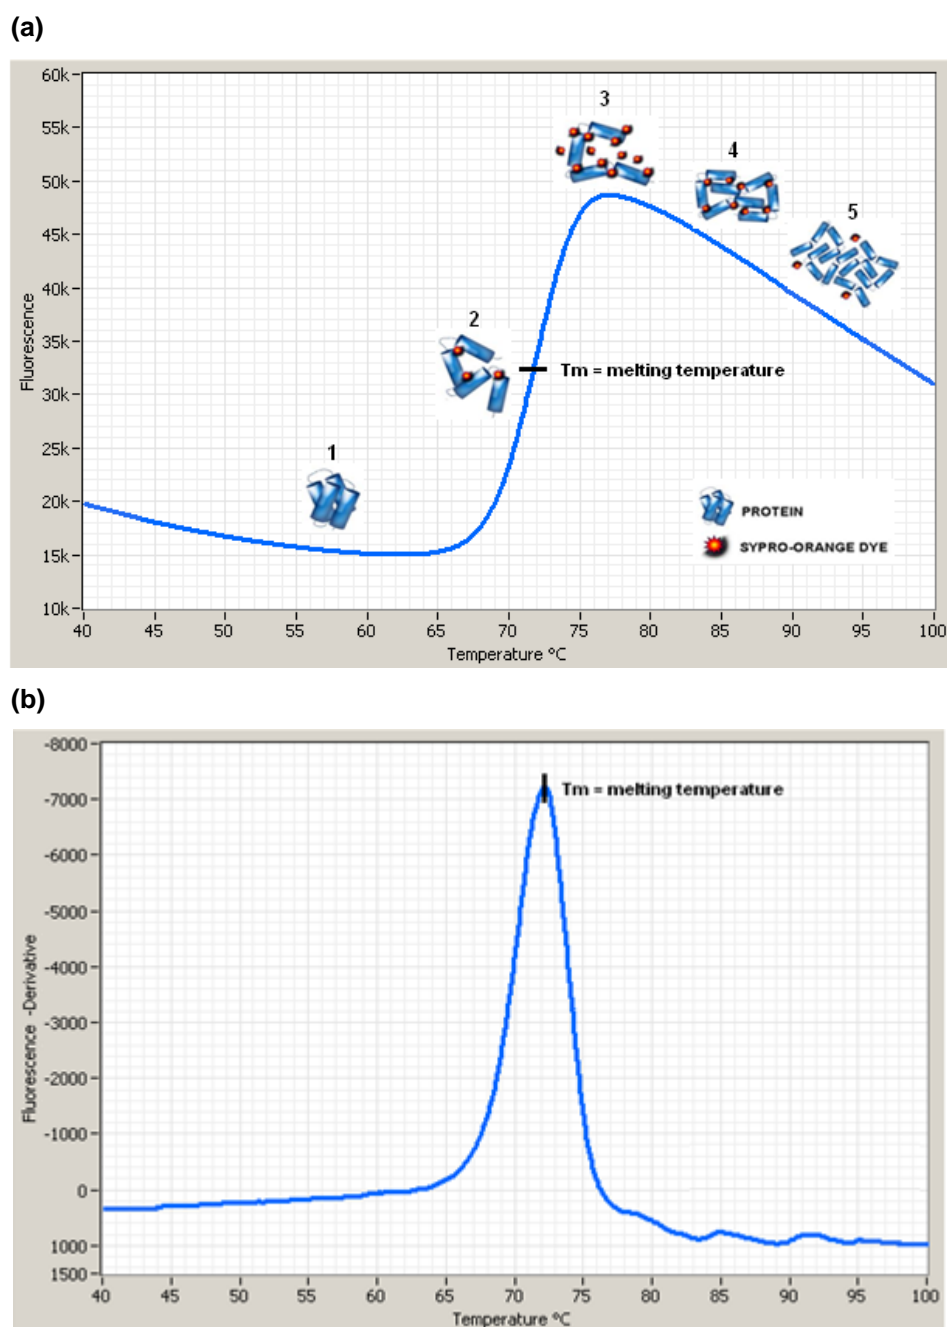 (a)
60k
55k
50k
45k
40k
35k
30k
25k
20k
15k
10k
Fluorescence
1
2
3
4
5
Tm = melting temperature
PROTEIN
SYPRO-ORANGE DYE
40 45 50 55 60 65 70 75 80 85 90 95 100
Temperature °C
(b)
-8000
-7000
-6000
-5000
-4000
-3000
-2000
-1000
0
1000
1500
Fluorescence -Derivative
Tm = melting temperature
40 45 50 55 60 65 70 75 80 85 90 95 100
Temperature °C